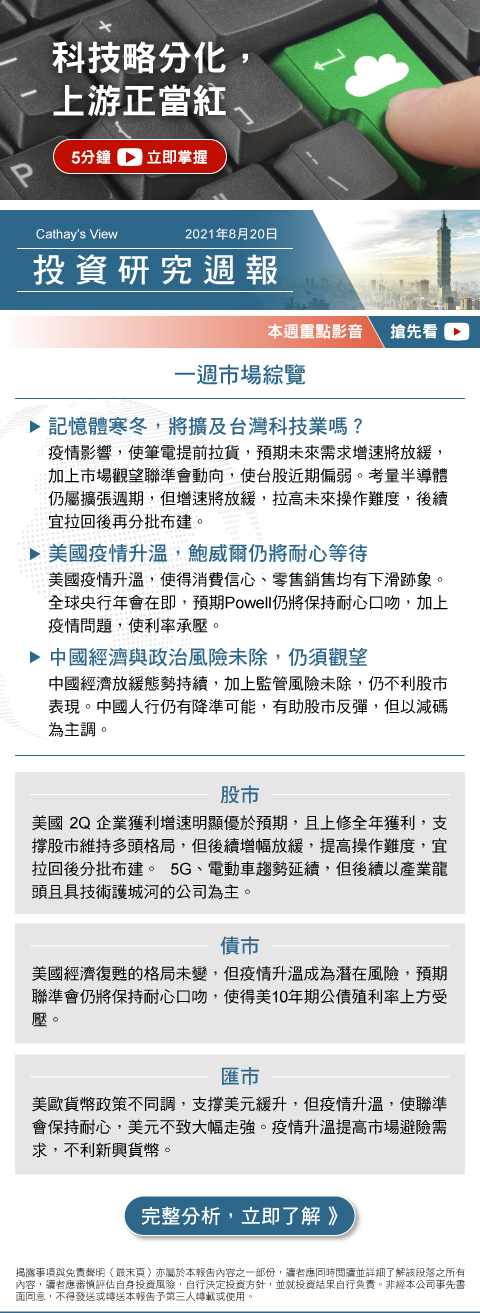 科技略分化，
上游正當紅
5分鐘 立即掌握
P
Cathay's View 2021年8月20日
投資研究週報
本週重點影音 搶先看
一週市場綜覽
記憶體寒冬，將擴及台灣科技業嗎？
疫情影響，使筆電提前拉貨，預期未來需求增速將放緩，
加上市場觀望聯準會動向，使台股近期偏弱。考量半導體
仍屬擴張週期，但增速將放緩，拉高未來操作難度，後續
宜拉回後再分批布建。
美國疫情升溫，鮑威爾仍將耐心等待
美國疫情升溫，使得消費信心、零售銷售均有下滑跡象。
全球央行年會在即，預期Powell仍將保持耐心口吻，加上
疫情問題，使利率承壓。
中國經濟與政治風險未除，仍須觀望
中國經濟放緩態勢持續，加上監管風險未除，仍不利股市
表現。中國人行仍有降準可能，有助股市反彈，但以減碼
為主調。
股市
美國 2Q 企業獲利增速明顯優於預期，且上修全年獲利，支
撐股市維持多頭格局，但後續增幅放緩，提高操作難度，宜
拉回後分批布建。 5G、電動車趨勢延續，但後續以產業龍
頭且具技術護城河的公司為主。
債市
美國經濟復甦的格局未變，但疫情升溫成為潛在風險，預期
聯準會仍將保持耐心口吻，使得美10年期公債殖利率上方受
壓。
匯市
美歐貨幣政策不同調，支撐美元緩升，但疫情升溫，使聯準
會保持耐心，美元不致大幅走強。疫情升溫提高市場避險需
求，不利新興貨幣。
完整分析，立即了解 》
揭露事項與免責聲明（最末頁）亦屬於本報告內容之一部份，讀者應同時閱讀並詳細了解該段落之所有
內容，讀者應審慎評估自身投資風險，自行決定投資方針，並就投資結果自行負責。非經本公司事先書
面同意，不得發送或轉送本報告予第三人轉載或使用。